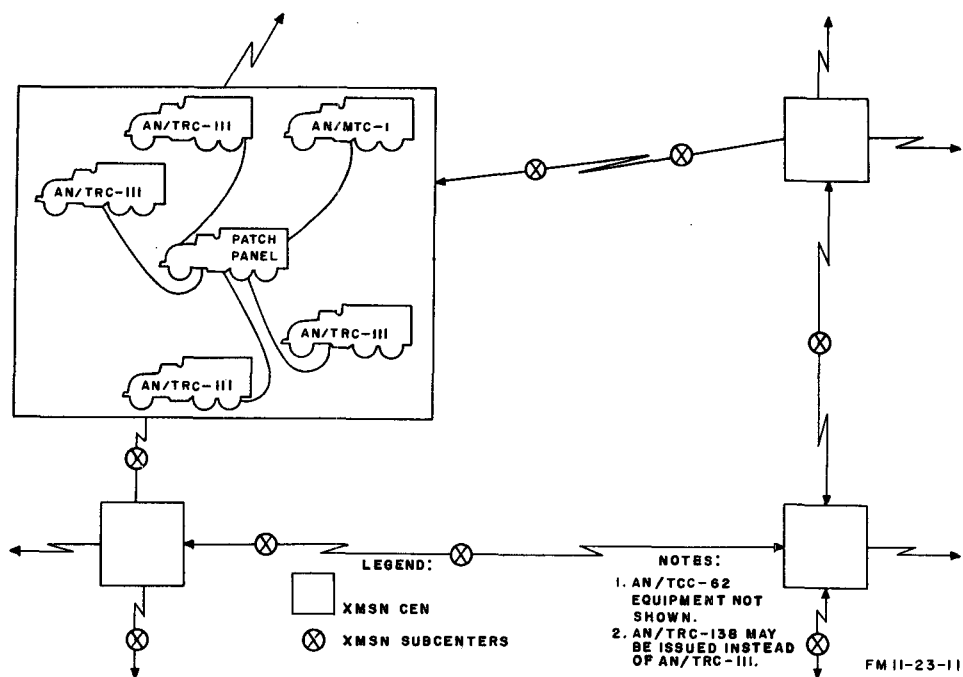 AN/TRC-111
AN/MTC-1
AN/TRC-111
PATCH
PANEL
AN/TRC-111
AN/TRC-111
LEGEND:
XMSN CEN
XMSN SUBCENTERS
NOTES:
1. AN/TCC-62
EQUIPMENT NOT
SHOWN.
2. AN/TRC-138 MAY
BE ISSUED INSTEAD
OF AN/TRC-111.
FM 11-23-11